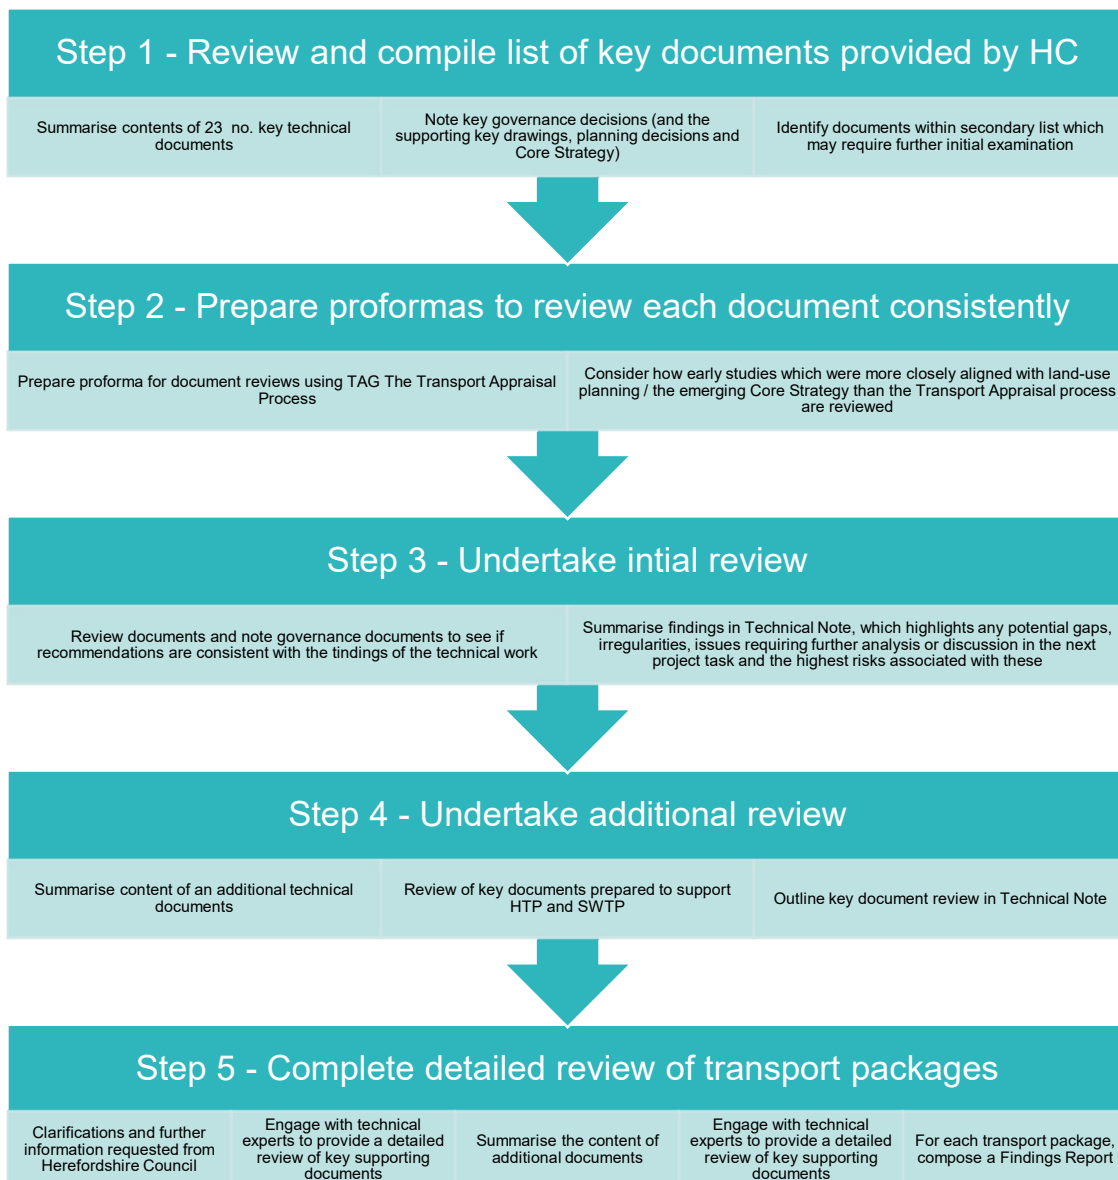 Step 1 - Review and compile list of key documents provided by HC
Summarise contents of 23 no. key technical
documents
Note key governance decisions (and the
supporting key drawings, planning decisions and
Core Strategy)
Identify documents within secondary list which
may require further initial examination
Step 2 - Prepare proformas to review each document consistently
Prepare proforma for document reviews using TAG The Transport Appraisal
Process
Consider how early studies which were more closely aligned with land-use
planning / the emerging Core Strategy than the Transport Appraisal process
are reviewed
Step 3 - Undertake intial review
Review documents and note governance documents to see if
recommendations are consistent with the tindings of the technical work
Summarise findings in Technical Note, which highlights any potential gaps,
irregularities, issues requiring further analysis or discussion in the next
project task and the highest risks associated with these
Step 4 - Undertake additional review
Summarise content of an additional technical
documents
Review of key documents prepared to support
HTP and SWTP
Outline key document review in Technical Note
Step 5 - Complete detailed review of transport packages
Clarifications and further
information requested from
Herefordshire Council
Engage with technical
experts to provide a detailed
review of key supporting
documents
Summarise the content of
additional documents
Engage with technical
experts to provide a detailed
review of key supporting
documents
For each transport package,
compose a Findings Report